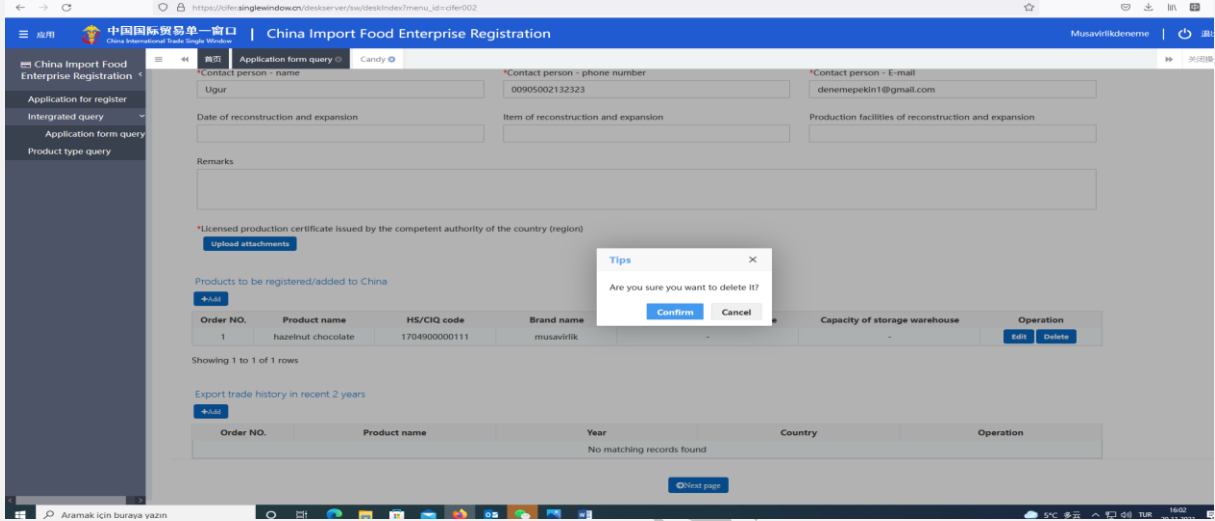 https://cifer.singlewindow.cn/deskserver/sw/deskIndex?menu_id=cifer002
应用
中国国际贸易单一窗口
China International Trade Single Window
China Import Food Enterprise Registration
Musavirlikdeneme
China Import Food
Enterprise Registration
首页
Application form query
Candy
Application for register
Intergrated query
Application form query
Product type query
*Contact person - name
*Contact person - phone number
*Contact person - E-mail
Ugur
00905002132323
denemepekin1@gmail.com
Date of reconstruction and expansion
Item of reconstruction and expansion
Production facilities of reconstruction and expansion
Remarks
*Licensed production certificate issued by the competent authority of the country (region)
Upload attachments
Tips
Are you sure you want to delete it?
Confirm
Cancel
Products to be registered/added to China
+Add
Order NO.
Product name
HS/CIQ code
Brand name
Capacity of storage warehouse
Operation
1
hazelnut chocolate
1704900000111
musavirlik
-
-
Edit
Delete
Showing 1 to 1 of 1 rows
Export trade history in recent 2 years
+Add
Order NO.
Product name
Year
Country
Operation
No matching records found
Next page
Aramak için buraya yazın
5°C 多云
TUR
16:02